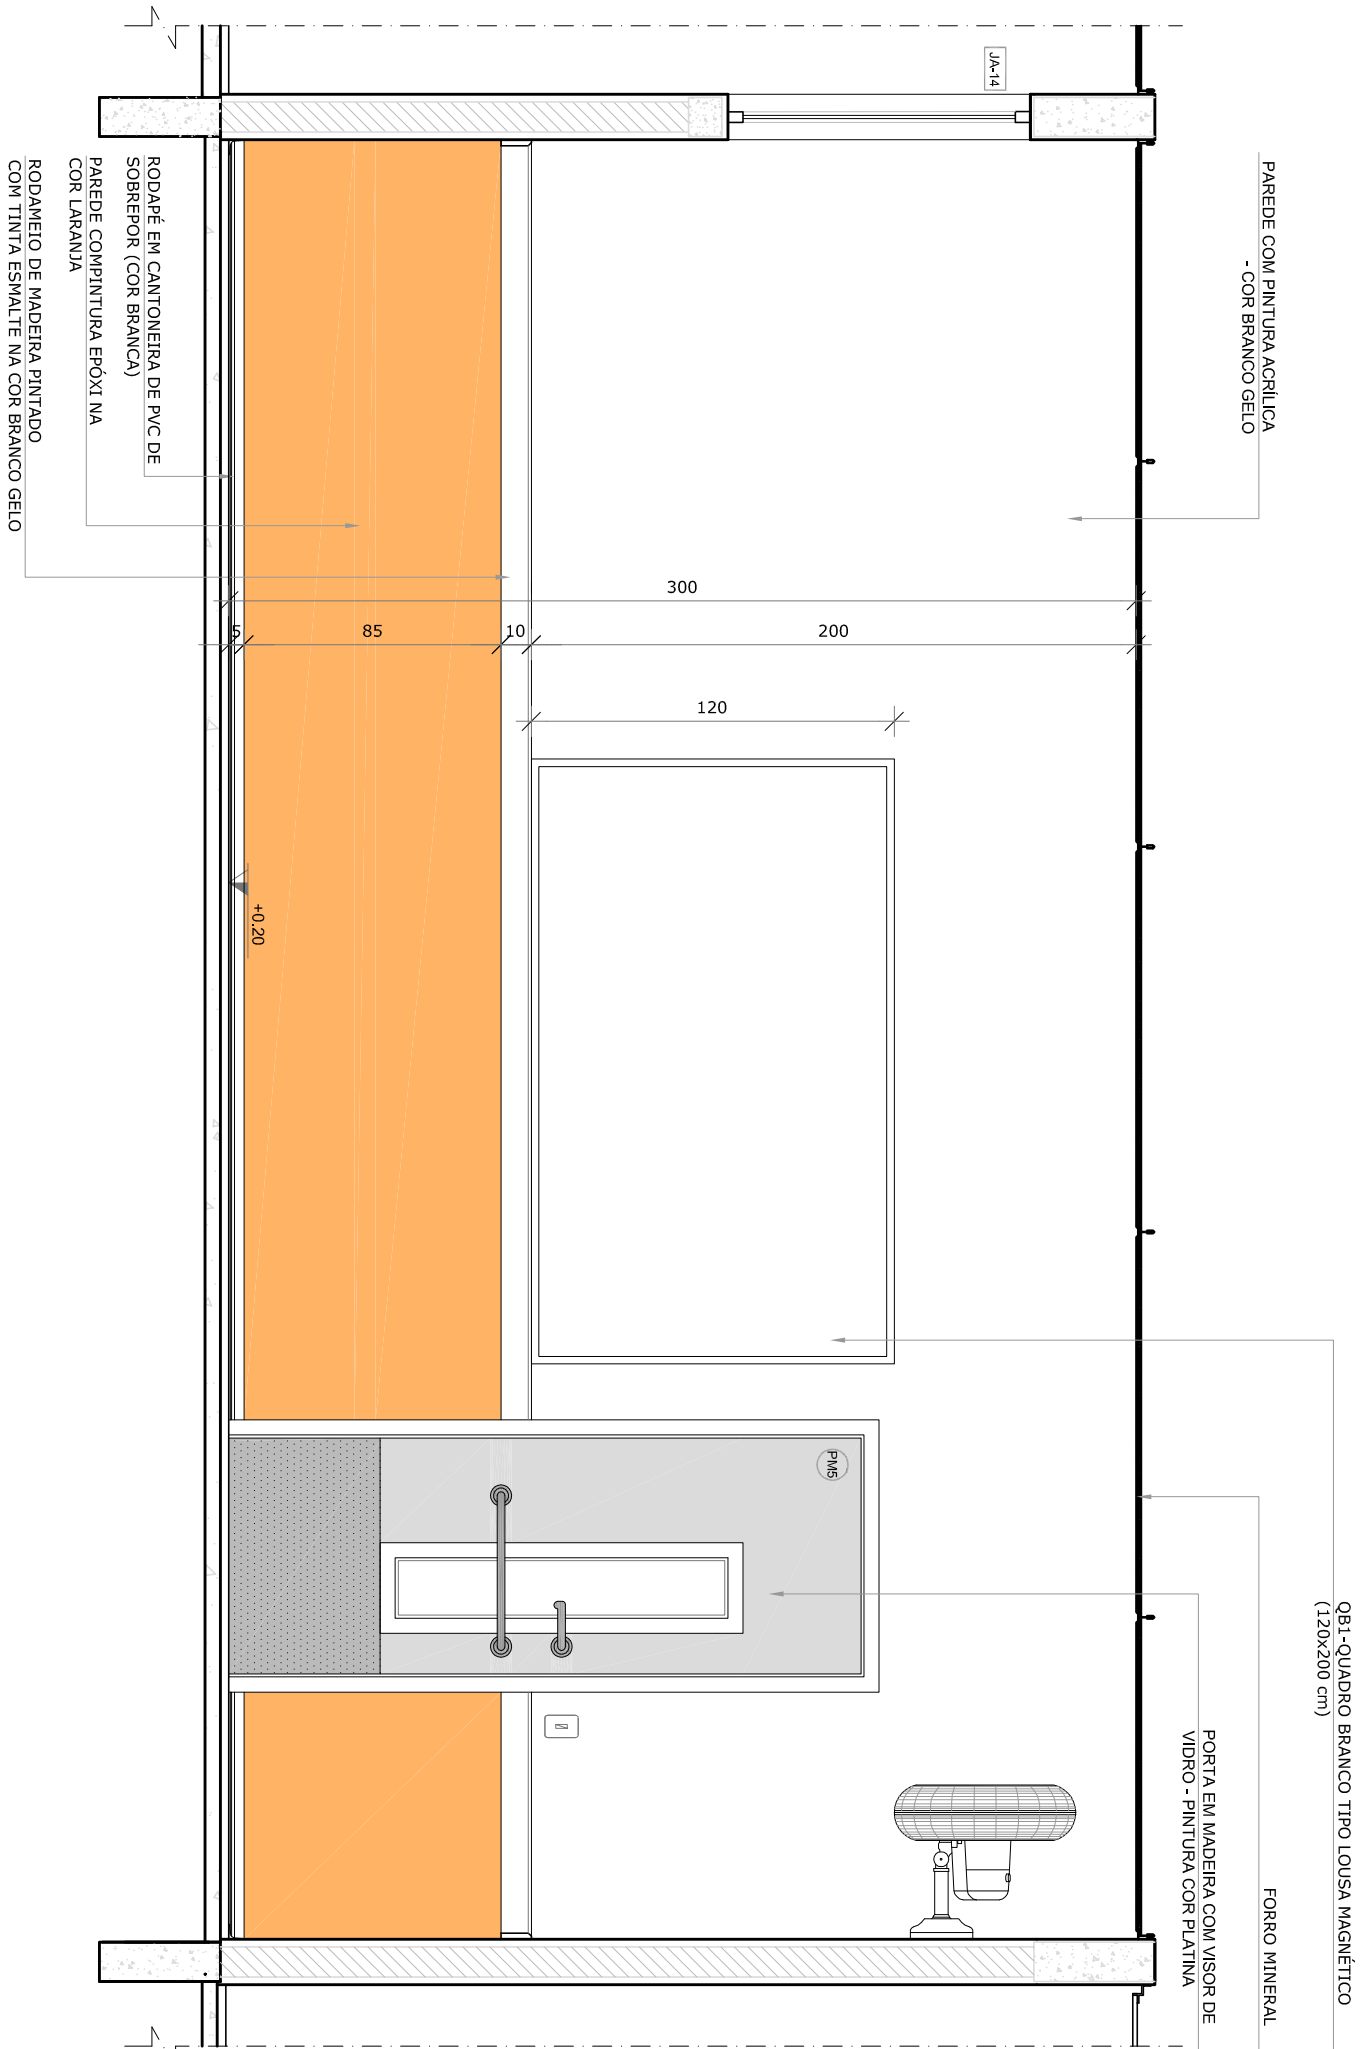 JA-14
PAREDE COM PINTURA ACRÍLICA
- COR BRANCO GELO
RODAPÉ EM CANTONEIRA DE PVC DE
SOBREPOR (COR BRANCA)
PAREDE COMPINTURA EPÓXI NA
COR LARANJA
RODAMEIO DE MADEIRA PINTADO
COM TINTA ESMALTE NA COR BRANCO GELO
300
5
85
10
200
120
+0.20
PM5
QB1-QUADRO BRANCO TIPO LOUSA MAGNÉTICO
(120x200 cm)
FORRO MINERAL
PORTA EM MADEIRA COM VISOR DE
VIDRO - PINTURA COR PLATINA